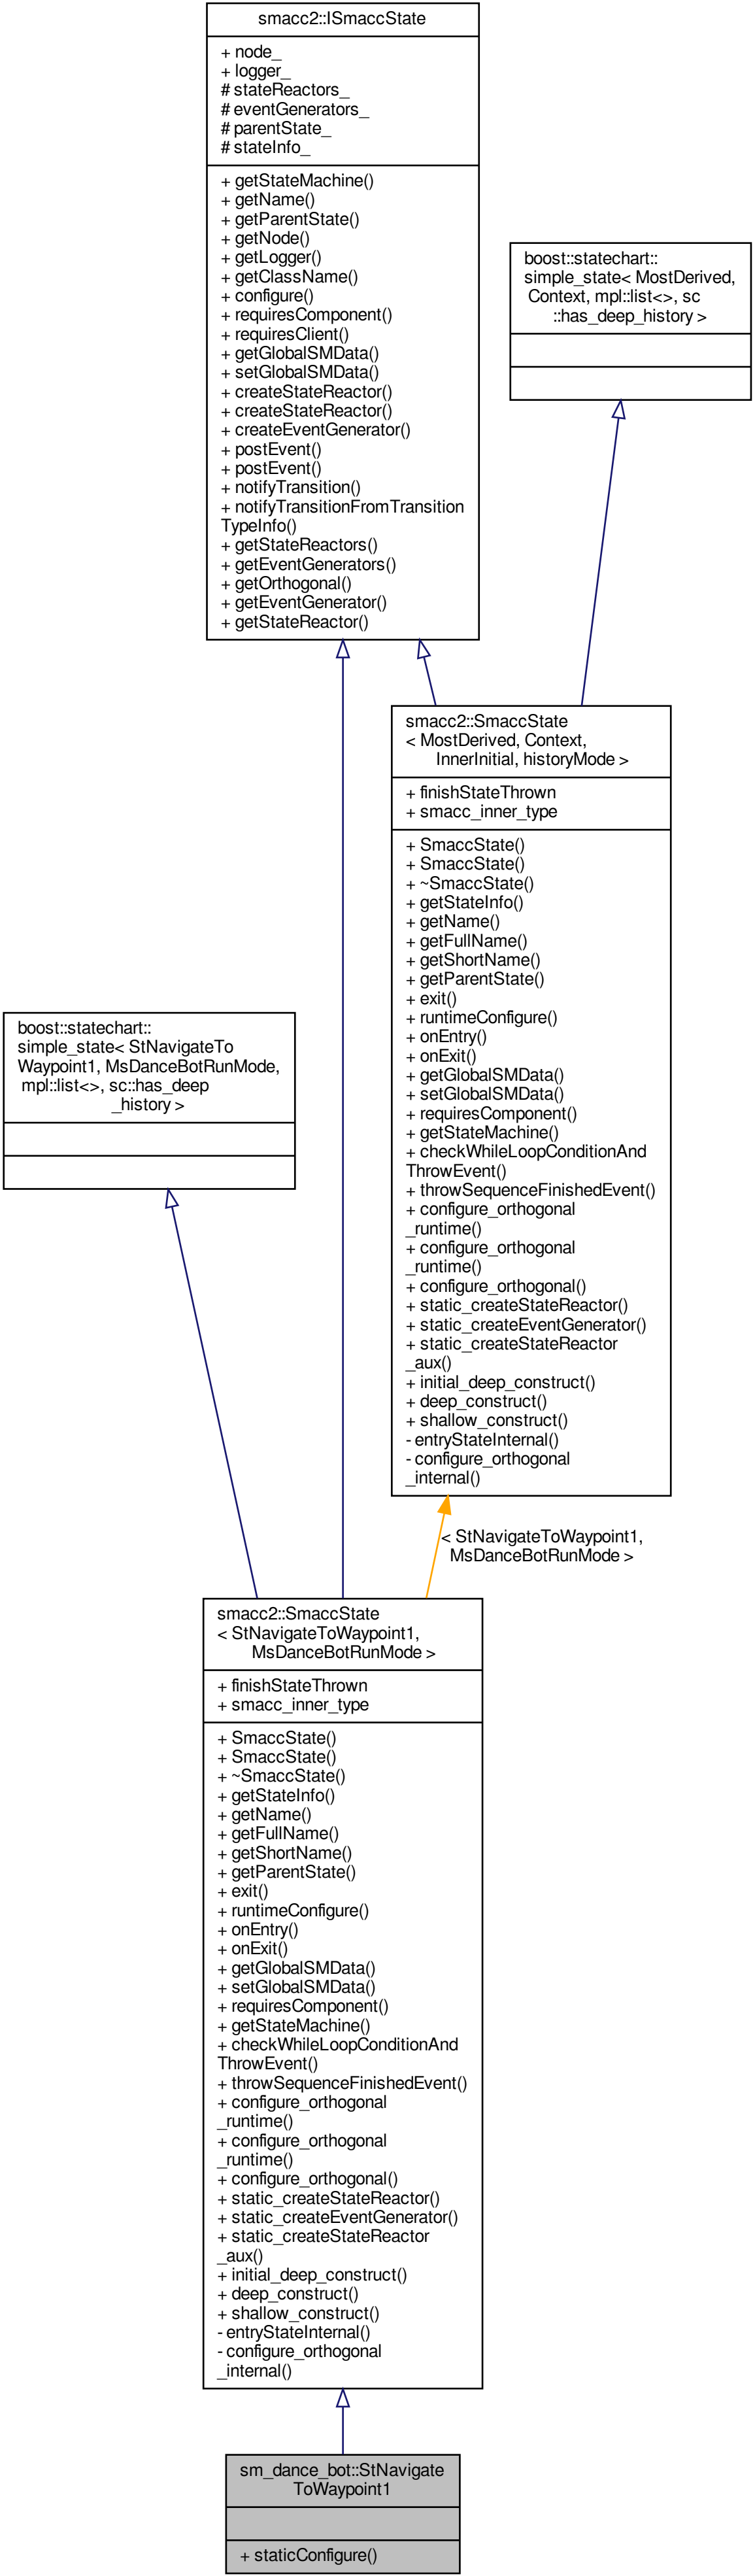 smacc2::ISmaccState
+ node_
+ logger_
# stateReactors_
# eventGenerators_
# parentState_
# stateInfo_
+ getStateMachine()
+ getName()
+ getParentState()
+ getNode()
+ getLogger()
+ getClassName()
+ configure()
+ requiresComponent()
+ requiresClient()
+ getGlobalSMData()
+ setGlobalSMData()
+ createStateReactor()
+ createStateReactor()
+ createEventGenerator()
+ postEvent()
+ postEvent()
+ notifyTransition()
+ notifyTransitionFromTransition
TypeInfo()
+ getStateReactors()
+ getEventGenerators()
+ getOrthogonal()
+ getEventGenerator()
+ getStateReactor()
boost::statechart::
simple_state< MostDerived,
Context, mpl::list<>, sc
::has_deep_history >
smacc2::SmaccState
< MostDerived, Context,
InnerInitial, historyMode >
+ finishStateThrown
+ smacc_inner_type
+ SmaccState()
+ SmaccState()
+ ~SmaccState()
+ getStateInfo()
+ getName()
+ getFullName()
+ getShortName()
+ getParentState()
+ exit()
+ runtimeConfigure()
+ onEntry()
+ onExit()
+ getGlobalSMData()
+ setGlobalSMData()
+ requiresComponent()
+ getStateMachine()
+ checkWhileLoopConditionAnd
ThrowEvent()
+ throwSequenceFinishedEvent()
+ configure_orthogonal
_runtime()
+ configure_orthogonal
_runtime()
+ configure_orthogonal()
+ static_createStateReactor()
+ static_createEventGenerator()
+ static_createStateReactor
_aux()
+ initial_deep_construct()
+ deep_construct()
+ shallow_construct()
- entryStateInternal()
- configure_orthogonal
_internal()
boost::statechart::
simple_state< StNavigateTo
Waypoint1, MsDanceBotRunMode,
mpl::list<>, sc::has_deep
_history >
< StNavigateToWaypoint1,
MsDanceBotRunMode >
smacc2::SmaccState
< StNavigateToWaypoint1,
MsDanceBotRunMode >
+ finishStateThrown
+ smacc_inner_type
+ SmaccState()
+ SmaccState()
+ ~SmaccState()
+ getStateInfo()
+ getName()
+ getFullName()
+ getShortName()
+ getParentState()
+ exit()
+ runtimeConfigure()
+ onEntry()
+ onExit()
+ getGlobalSMData()
+ setGlobalSMData()
+ requiresComponent()
+ getStateMachine()
+ checkWhileLoopConditionAnd
ThrowEvent()
+ throwSequenceFinishedEvent()
+ configure_orthogonal
_runtime()
+ configure_orthogonal
_runtime()
+ configure_orthogonal()
+ static_createStateReactor()
+ static_createEventGenerator()
+ static_createStateReactor
_aux()
+ initial_deep_construct()
+ deep_construct()
+ shallow_construct()
- entryStateInternal()
- configure_orthogonal
_internal()
sm_dance_bot::StNavigate
ToWaypoint1
+ staticConfigure()